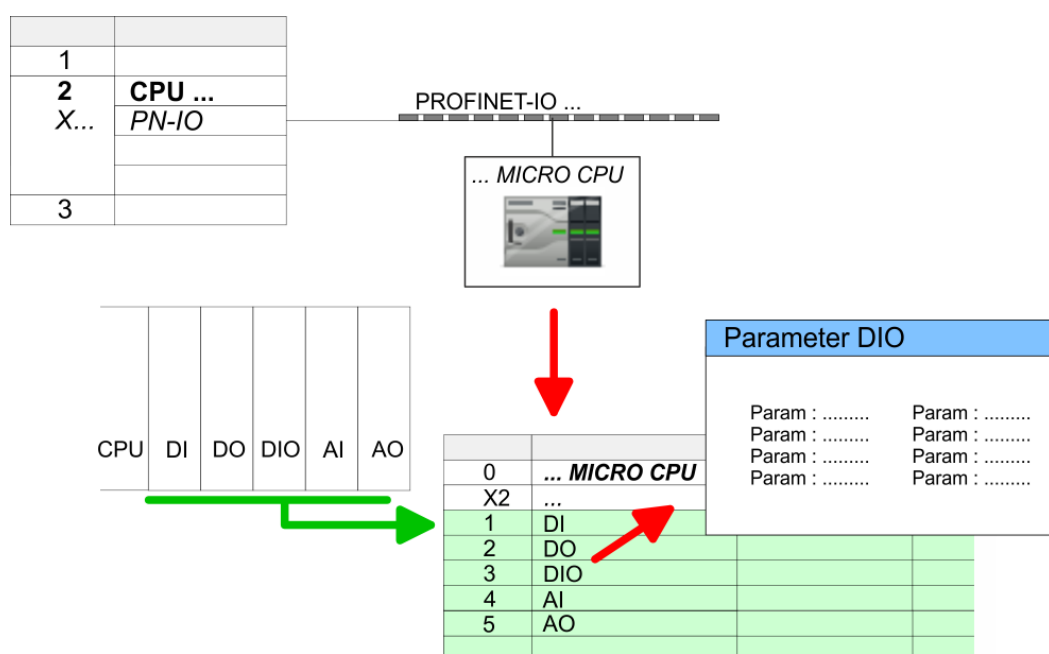 1
2 CPU ...
X... PN-IO
3
PROFINET-IO ...
... MICRO CPU
CPU DI DO DIO AI AO
Parameter DIO
Param : ......... Param : .........
Param : ......... Param : .........
Param : ......... Param : .........
Param : ......... Param : .........
0 ... MICRO CPU
X2 ...
1 DI
2 DO
3 DIO
4 AI
5 AO